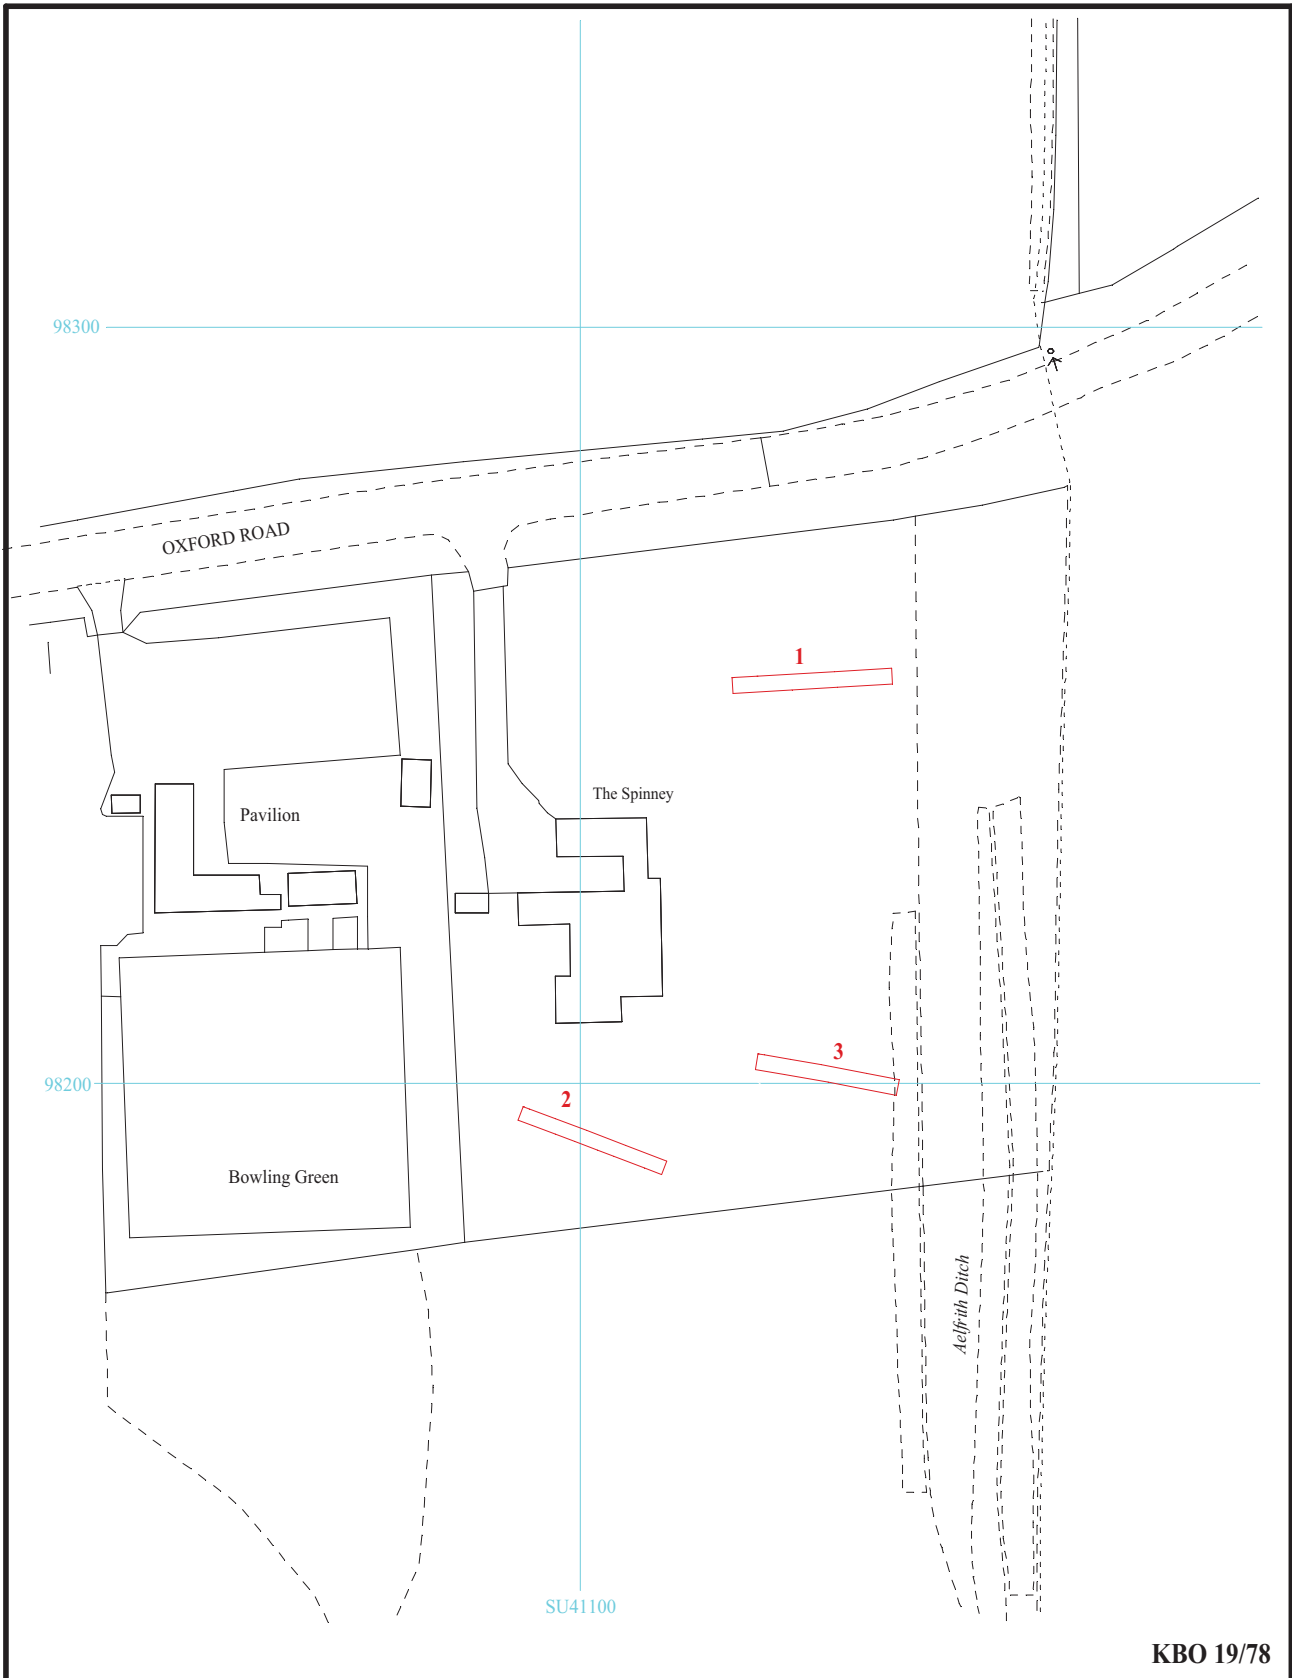 98300
OXFORD ROAD
1
The Spinney
Pavilion
3
98200
2
Bowling Green
Aelfrith Ditch
SU41100
KBO 19/78